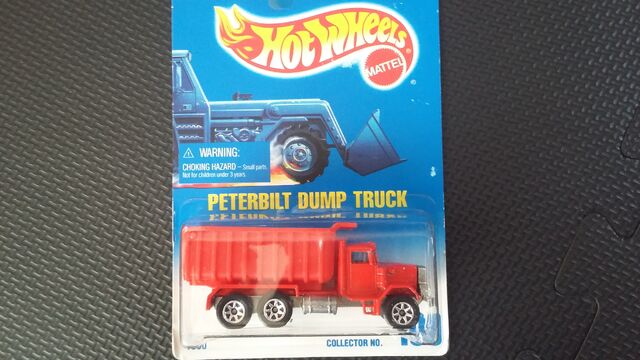 HOT WHEELS
MATTEL
WARNING:
CHOKING HAZARD – Small parts.
Not for children under 3 years.
PETERBILT DUMP TRUCK
COLLECTOR NO.